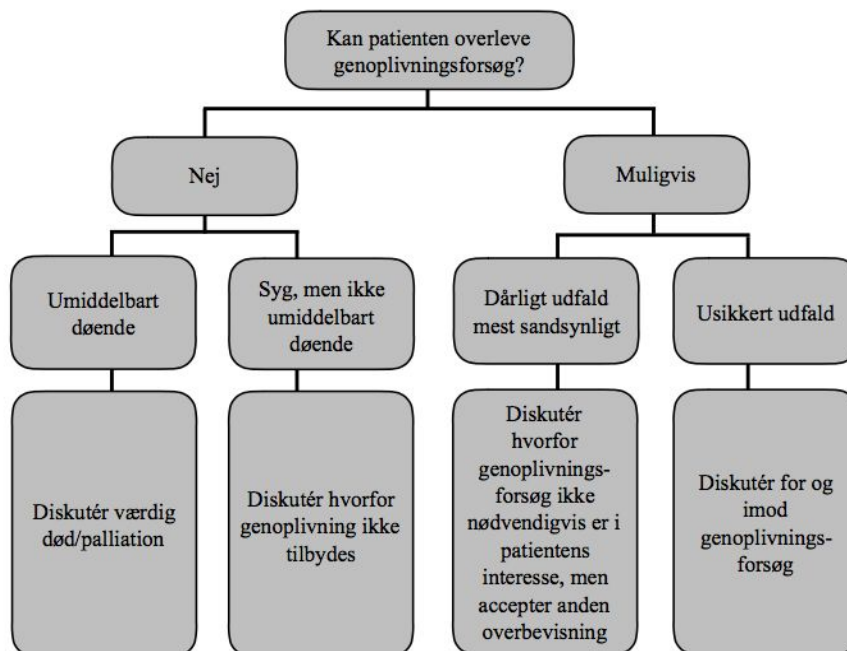 Kan patienten overleve
genoplivningsforsøg?
Nej
Muligvis
Umiddelbart
døende
Syg, men ikke
umiddelbart
døende
Dårligt udfald
mest sandsynligt
Usikkert udfald
Diskutér værdig
død/palliation
Diskutér hvorfor
genoplivning ikke
tilbydes
Diskutér
hvorfor
genoplivnings-
forsøg ikke
nødvendigvis er i
patientens
interesse, men
accepter anden
overbevisning
Diskutér for og
imod
genoplivnings-
forsøg